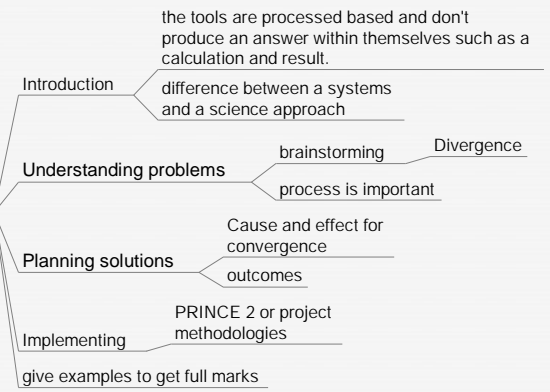 the tools are processed based and don't
produce an answer within themselves such as a
calculation and result.
Introduction
difference between a systems
and a science approach
Understanding problems
brainstorming
Divergence
process is important
Planning solutions
Cause and effect for
convergence
outcomes
Implementing
PRINCE 2 or project
methodologies
give examples to get full marks